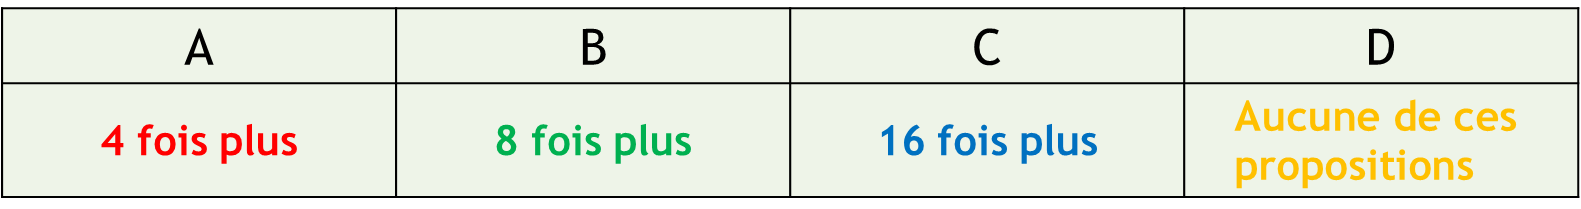 A B C D
4 fois plus 8 fois plus 16 fois plus Aucune de ces
propositions